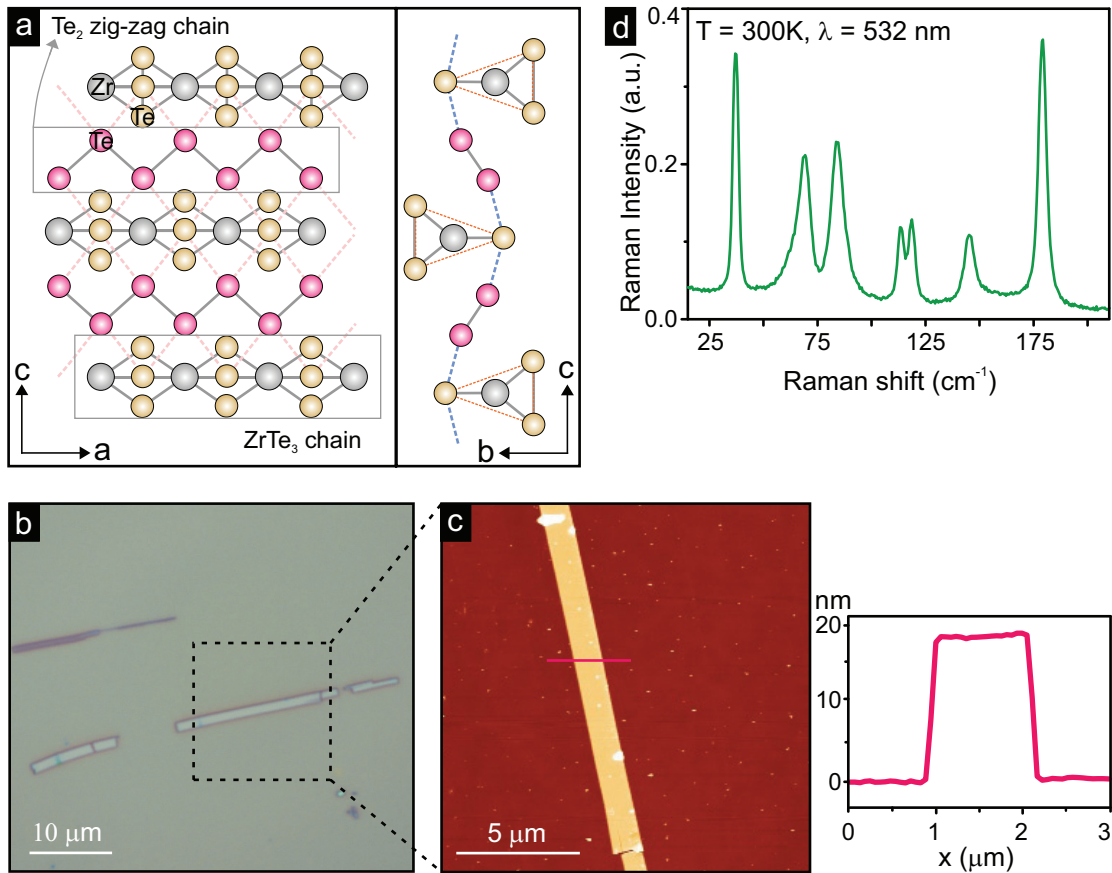 a
Te₂ zig-zag chain
Zr
Te
Te
c
a
ZrTe₃ chain
b
c
d
T = 300K, λ = 532 nm
Raman Intensity (a.u.)
0.4
0.2
0.0
25
75
125
175
Raman shift (cm⁻¹)
b
10 μm
c
5 μm
nm
20
10
0
0
1
2
3
x (μm)